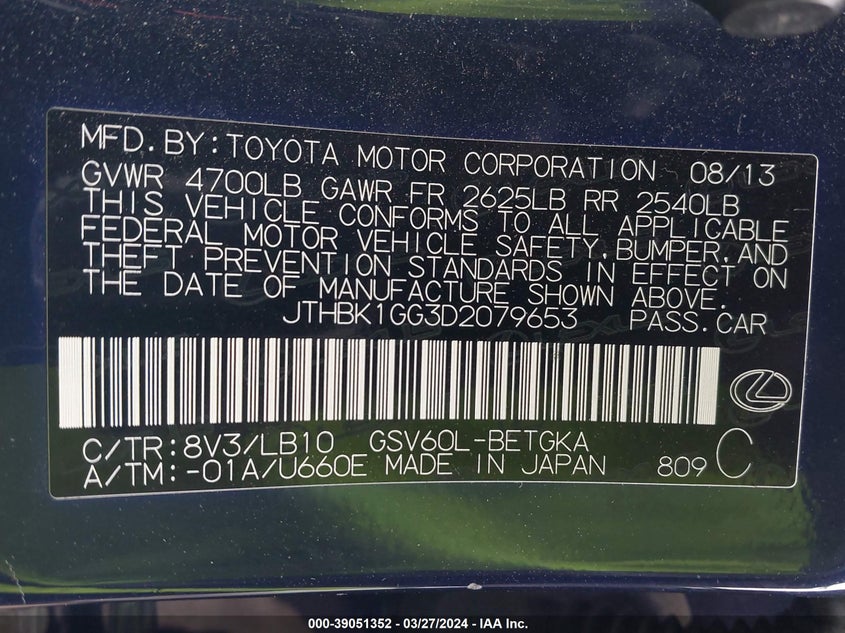 MFD.BY:TOYOTA MOTOR CORPORATION 08/13
GVWR 4700LB GAWR FR 2625LB RR 2540LB
THIS VEHICLE CONFORMS TO ALL APPLICABLE
FEDERAL MOTOR VEHICLE SAFETY,BUMPER,AND
THEFT PREVENTION STANDARDS IN EFFECT ON
THE DATE OF MANUFACTURE SHOWN ABOVE.
JTHBK1GG3D2079653 PASS.CAR
C/TR:8V3/LB10 GSV60L-BETGKA
A/TM:-01A/U660E MADE IN JAPAN 809 C
000-39051352 - 03/27/2024 - IAA Inc.